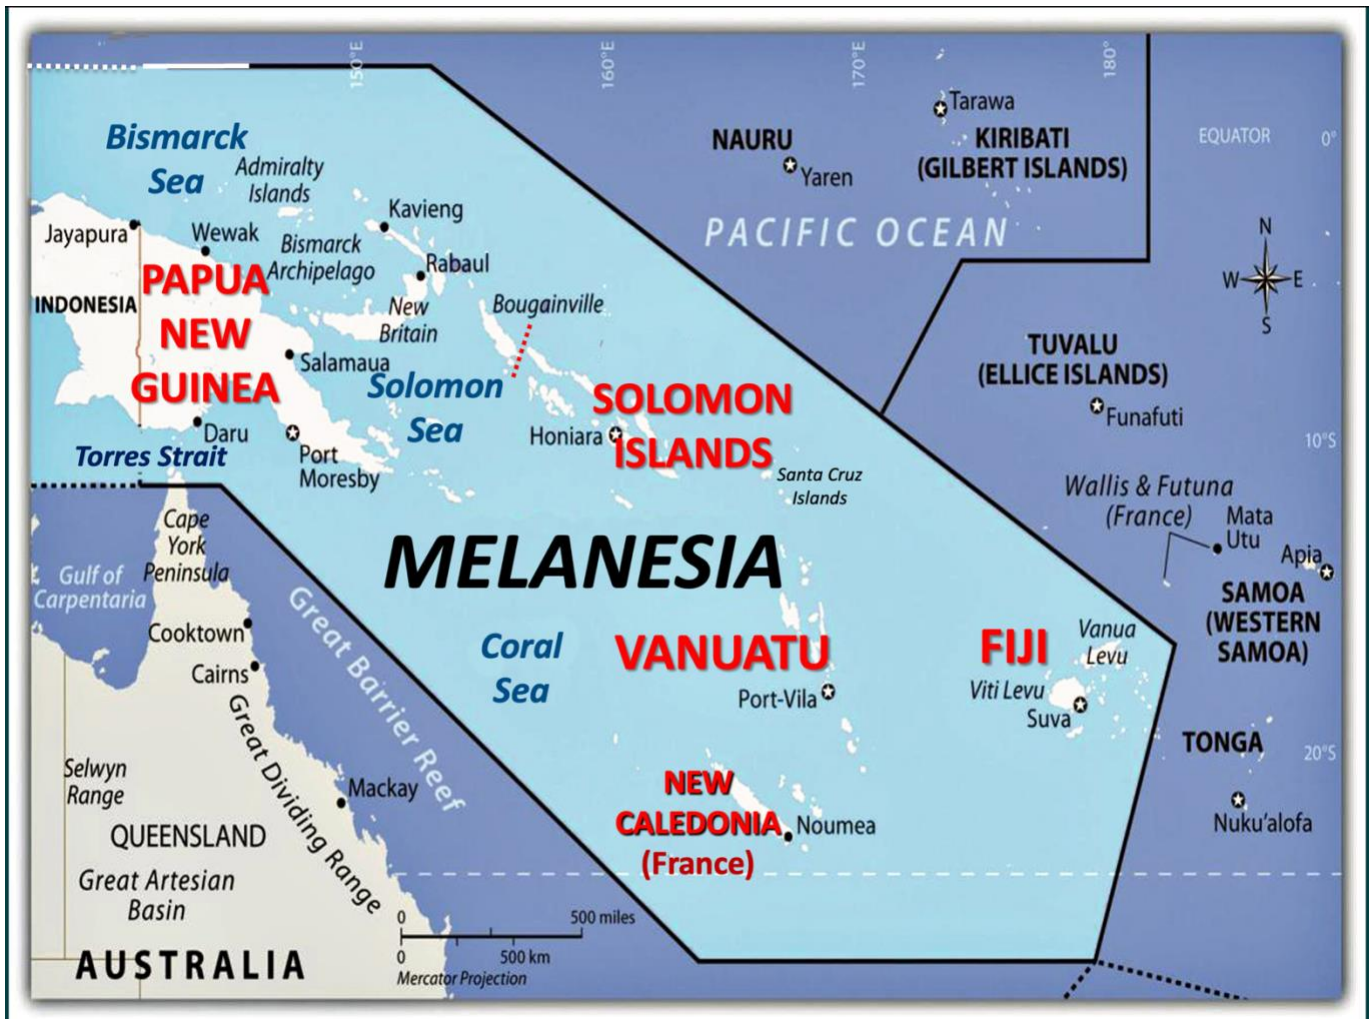 150°E
160°E
170°E
180°
Bismarck
Sea
Admiralty
Islands
NAURU
Yaren
Tarawa
KIRIBATI
(GILBERT ISLANDS)
EQUATOR
0°
PACIFIC OCEAN
N
W
E
S
Jayapura
Wewak
Kavieng
Bismarck
Archipelago
Rabaul
PAPUA
NEW
GUINEA
INDONESIA
New
Britain
Bougainville
Salamaua
Solomon
Sea
SOLOMON
ISLANDS
Honiara
TUVALU
(ELLICE ISLANDS)
Funafuti
10°S
Daru
Port
Moresby
Torres Strait
Santa Cruz
Islands
Wallis & Futuna
(France)
Mata
Utu
Apia
SAMOA
(WESTERN
SAMOA)
Cape
York
Peninsula
Gulf of
Carpentaria
MELANESIA
Cooktown
Cairns
Great Barrier Reef
Coral
Sea
VANUATU
Port-Vila
FIJI
Vanua
Levu
Viti Levu
Suva
TONGA
20°S
Nuku'alofa
Great Dividing Range
Selwyn
Range
Mackay
QUEENSLAND
Great Artesian
Basin
AUSTRALIA
NEW
CALEDONIA
(France)
Noumea
0
500 miles
0
500 km
Mercator Projection